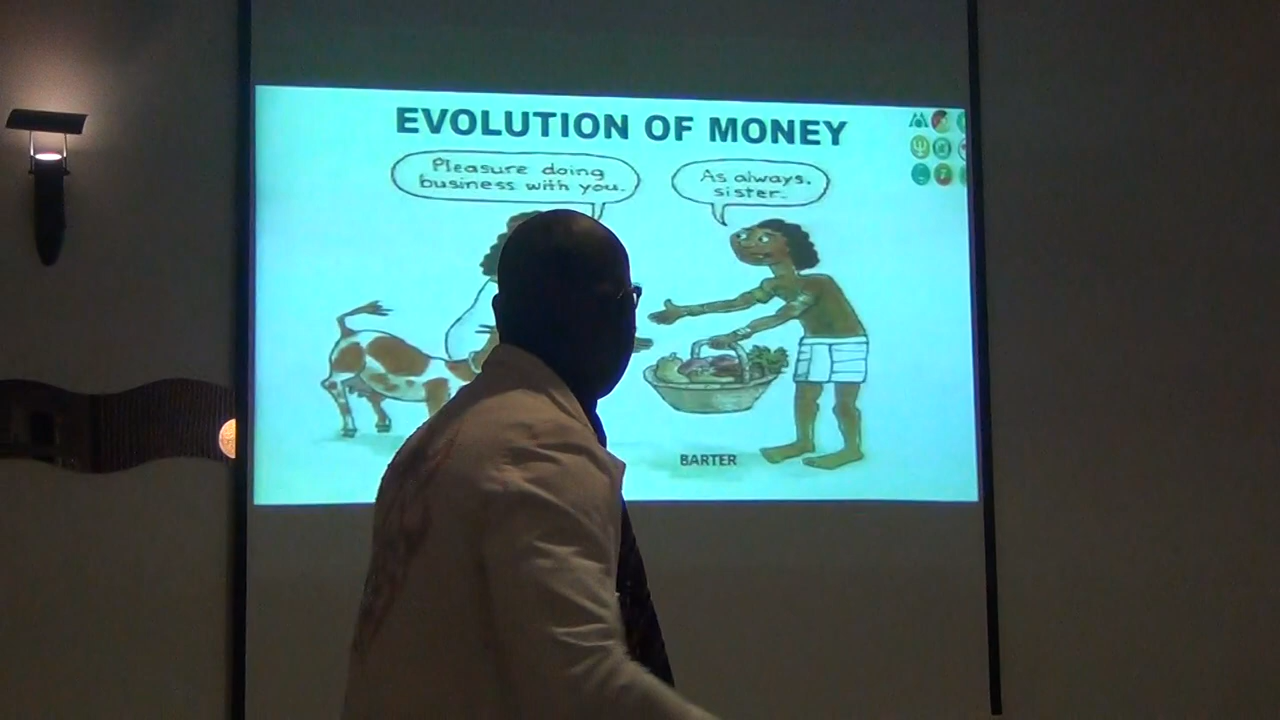 EVOLUTION OF MONEY
Pleasure doing
business with you.
As always,
sister.
BARTER